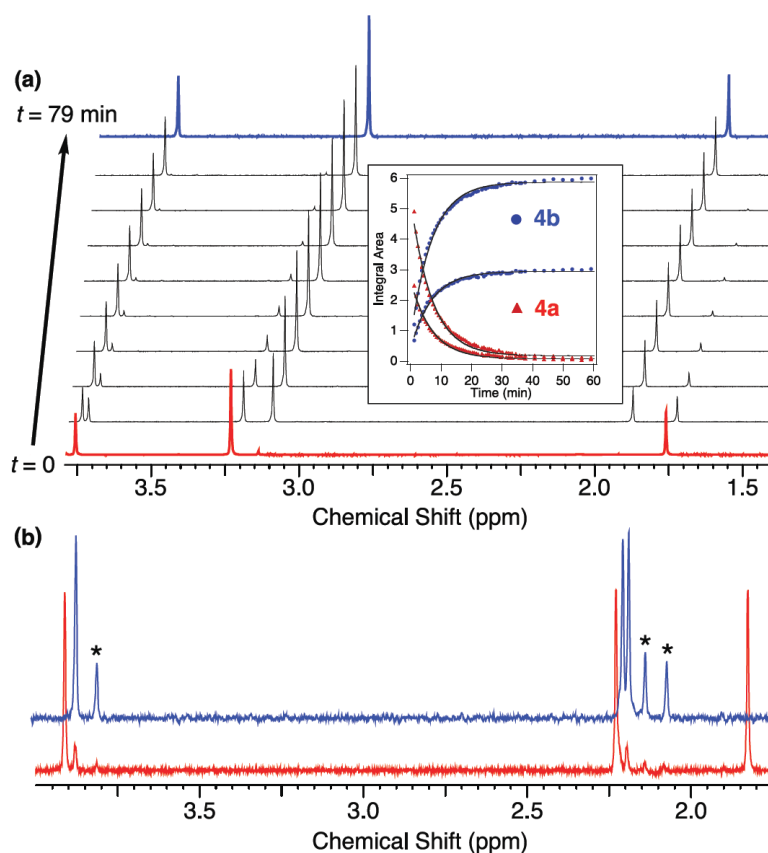 (a)
t = 79 min
6
5
4
3
2
1
0
Integral Area
4b
4a
0 10 20 30 40 50 60
Time (min)
t = 0
3.5 3.0 2.5 2.0 1.5
Chemical Shift (ppm)
(b)
*
* *
3.5 3.0 2.5 2.0
Chemical Shift (ppm)